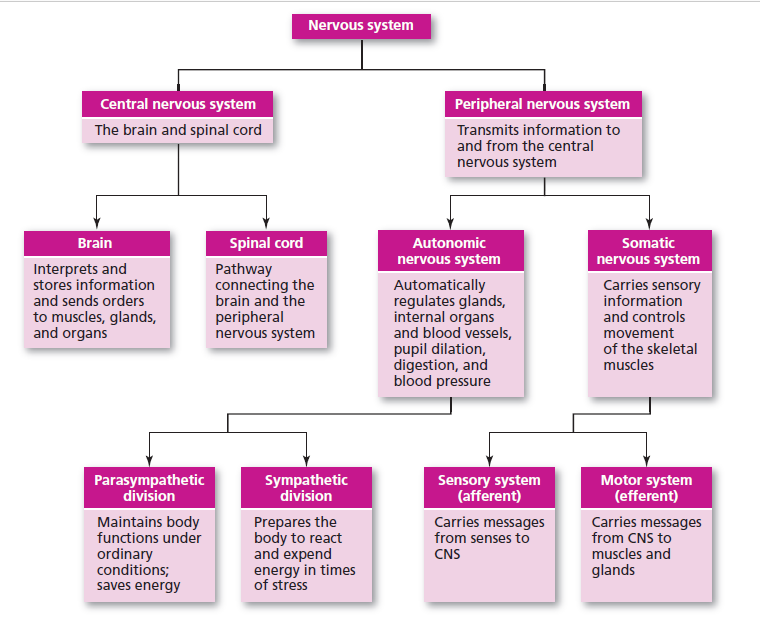 Nervous system
Central nervous system
The brain and spinal cord
Peripheral nervous system
Transmits information to
and from the central
nervous system
Brain
Interprets and
stores information
and sends orders
to muscles, glands,
and organs
Spinal cord
Pathway
connecting the
brain and the
peripheral
nervous system
Autonomic
nervous system
Automatically
regulates glands,
internal organs
and blood vessels,
pupil dilation,
digestion, and
blood pressure
Somatic
nervous system
Carries sensory
information
and controls
movement
of the skeletal
muscles
Parasympathetic
division
Maintains body
functions under
ordinary
conditions;
saves energy
Sympathetic
division
Prepares the
body to react
and expend
energy in times
of stress
Sensory system
(afferent)
Carries messages
from senses to
CNS
Motor system
(efferent)
Carries messages
from CNS to
muscles and
glands